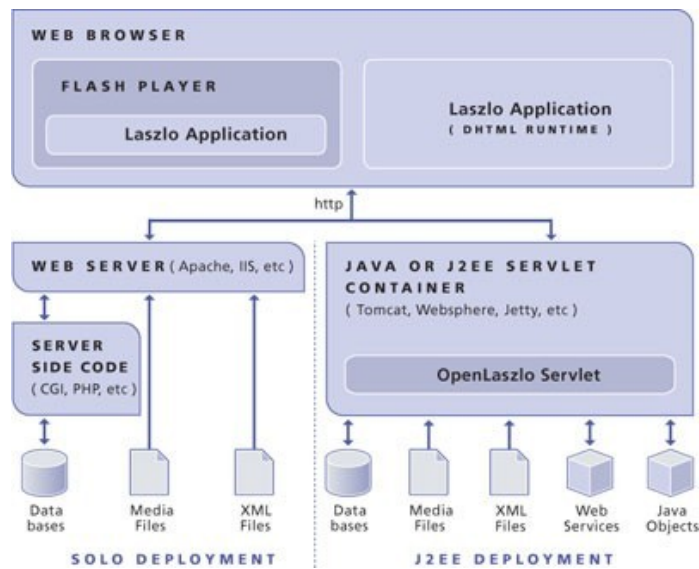 WEB BROWSER
FLASH PLAYER
Laszlo Application
Laszlo Application
( DHTML RUNTIME )
http
WEB SERVER ( Apache, IIS, etc )
SERVER
SIDE CODE
( CGI, PHP, etc )
JAVA OR J2EE SERVLET
CONTAINER
( Tomcat, Websphere, Jetty, etc )
OpenLaszlo Servlet
Data
bases
Media
Files
XML
Files
Data
bases
Media
Files
XML
Files
Web
Services
Java
Objects
SOLO DEPLOYMENT
J2EE DEPLOYMENT